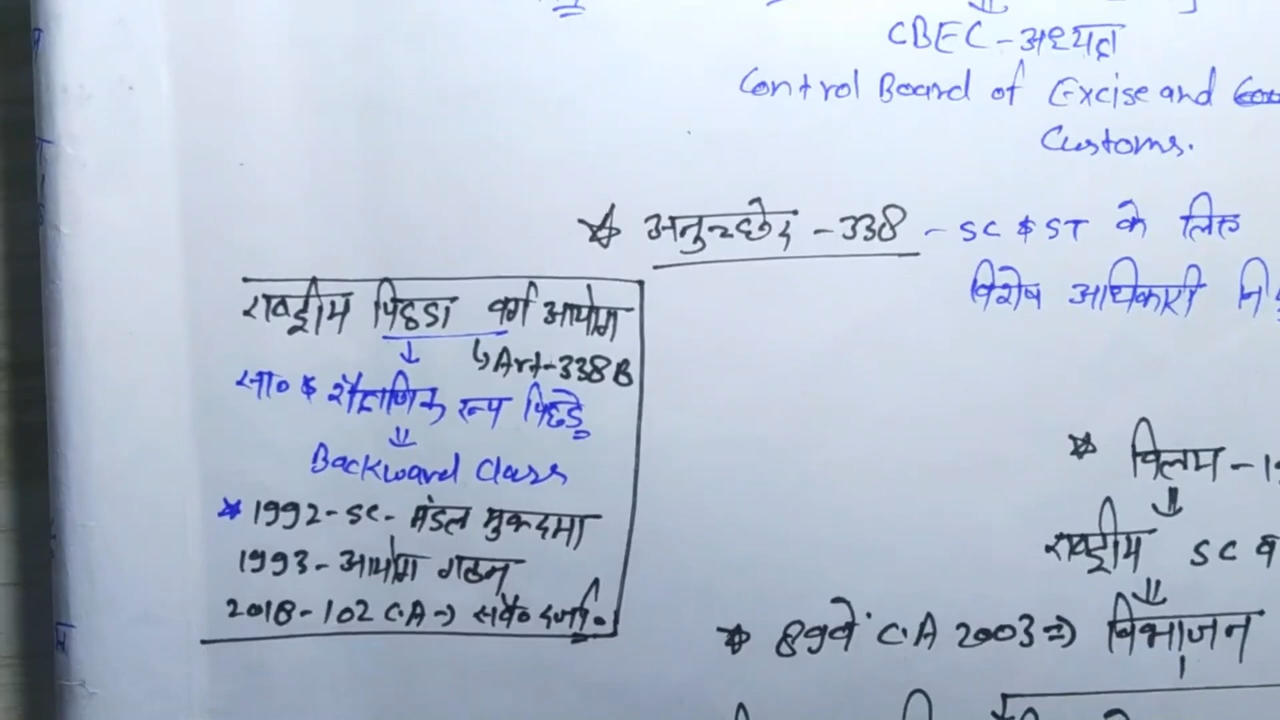 CBEC - अध्यक्ष
Control Board of Excise and
Customs.
अनुच्छेद - 338 - SC & ST के लिए
विशेष अधिकारी
राष्ट्रीय पिछडा वर्ग आयोग
↳ Art-338B
सा० & शैक्षणिक रूप पिछड़े
Backward Class
* 1992 - SC - मंडल मुकदमा
1993 - आयोग गठन
2018 - 102 C.A → संवै० दर्जा०
* विलय -
राष्ट्रीय SC व
* 89वें C.A 2003 ⇒ विभाजन